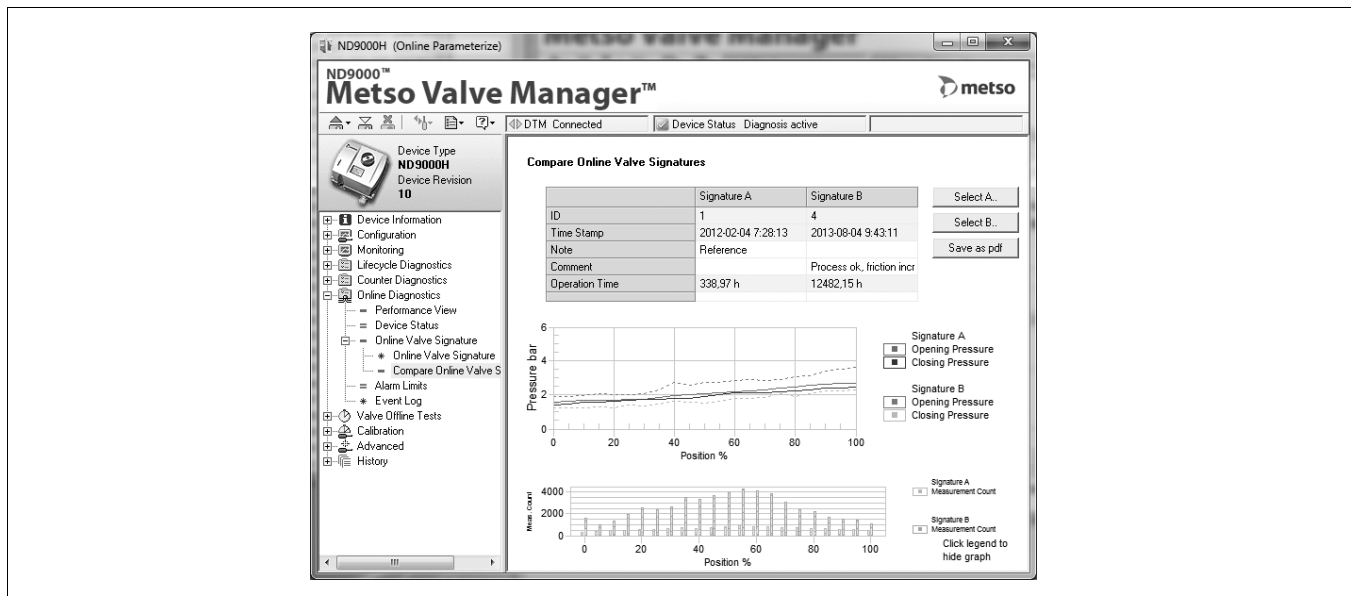 ND9000H (Online Parameterize)
ND9000™
Metso Valve Manager™
metso
DTM Connected
Device Status Diagnosis active
Device Type
ND9000H
Device Revision
10
Device Information
Configuration
Monitoring
Lifecycle Diagnostics
Counter Diagnostics
Online Diagnostics
Performance View
Device Status
Online Valve Signature
Online Valve Signature
Compare Online Valve S
Alarm Limits
Event Log
Valve Offline Tests
Calibration
Advanced
History
Compare Online Valve Signatures
Signature A Signature B
ID 1 4
Time Stamp 2012-02-04 7:28:13 2013-08-04 9:43:11
Note Reference
Comment Process ok, friction incr
Operation Time 338,97 h 12482,15 h
Select A..
Select B..
Save as pdf
Pressure bar
6
4
2
0
0 20 40 60 80 100
Position %
Signature A
Opening Pressure
Closing Pressure
Signature B
Opening Pressure
Closing Pressure
Meas. Count
4000
2000
0
0 20 40 60 80 100
Position %
Signature A
Measurement Count
Signature B
Measurement Count
Click legend to
hide graph